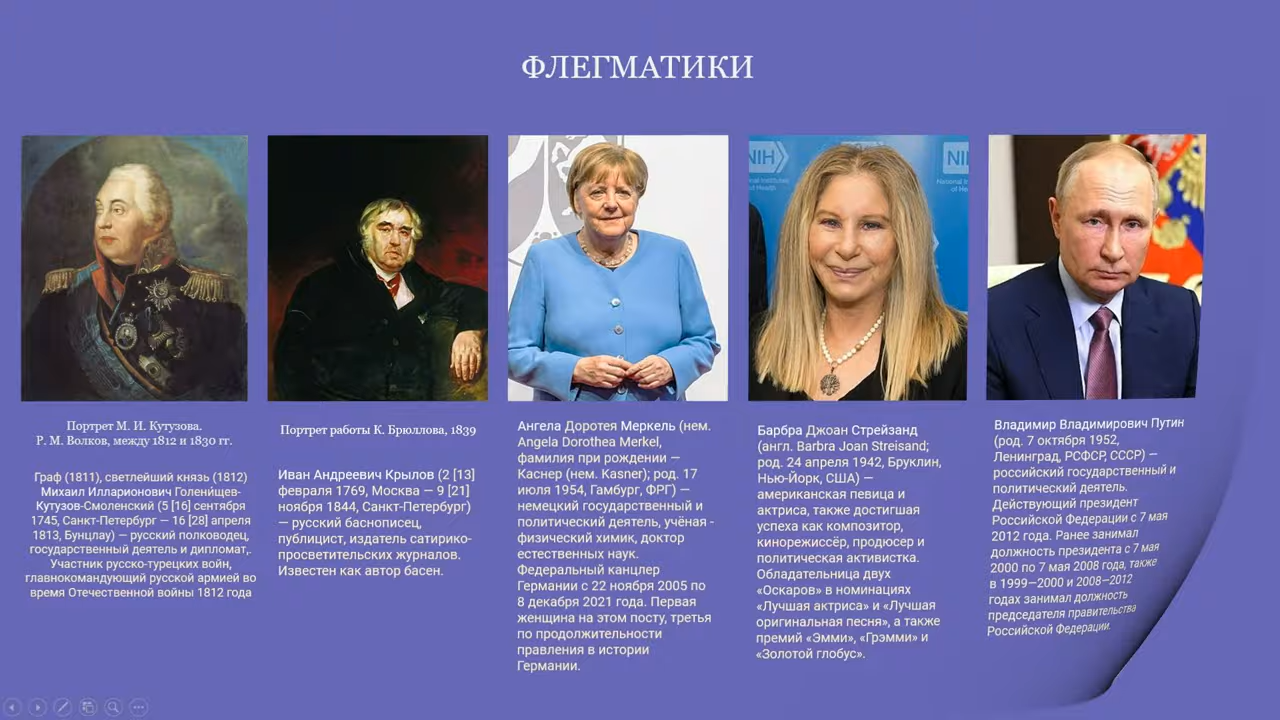 ФЛЕГМАТИКИ
NIH
nal Institutes
of Health
NI
National In
of He
Портрет М. И. Кутузова.
Р. М. Волков, между 1812 и 1830 гг.
Граф (1811), светлейший князь (1812)
Михаил Илларионович Голенищев-
Кутузов-Смоленский (5 [16] сентября
1745, Санкт-Петербург — 16 [28] апреля
1813, Бунцлау) — русский полководец,
государственный деятель и дипломат,.
Участник русско-турецких войн,
главнокомандующий русской армией во
время Отечественной войны 1812 года
Портрет работы К. Брюллова, 1839
Иван Андреевич Крылов (2 [13]
февраля 1769, Москва — 9 [21]
ноября 1844, Санкт-Петербург)
— русский баснописец,
публицист, издатель сатирико-
просветительских журналов.
Известен как автор басен.
Ангела Доротея Меркель (нем.
Angela Dorothea Merkel,
фамилия при рождении —
Каснер (нем. Kasner); род. 17
июля 1954, Гамбург, ФРГ) —
немецкий государственный и
политический деятель, учёная -
физический химик, доктор
естественных наук.
Федеральный канцлер
Германии с 22 ноября 2005 по
8 декабря 2021 года. Первая
женщина на этом посту, третья
по продолжительности
правления в истории
Германии.
Барбра Джоан Стрейзанд
(англ. Barbra Joan Streisand;
род. 24 апреля 1942, Бруклин,
Нью-Йорк, США) —
американская певица и
актриса, также достигшая
успеха как композитор,
кинорежиссёр, продюсер и
политическая активистка.
Обладательница двух
«Оскаров» в номинациях
«Лучшая актриса» и «Лучшая
оригинальная песня», а также
премий «Эмми», «Грэмми» и
«Золотой глобус».
Владимир Владимирович Путин
(род. 7 октября 1952,
Ленинград, РСФСР, СССР) —
российский государственный и
политический деятель.
Действующий президент
Российской Федерации с 7 мая
2012 года. Ранее занимал
должность президента с 7 мая
2000 по 7 мая 2008 года, также
в 1999—2000 и 2008—2012
годах занимал должность
председателя правительства
Российской Федерации.